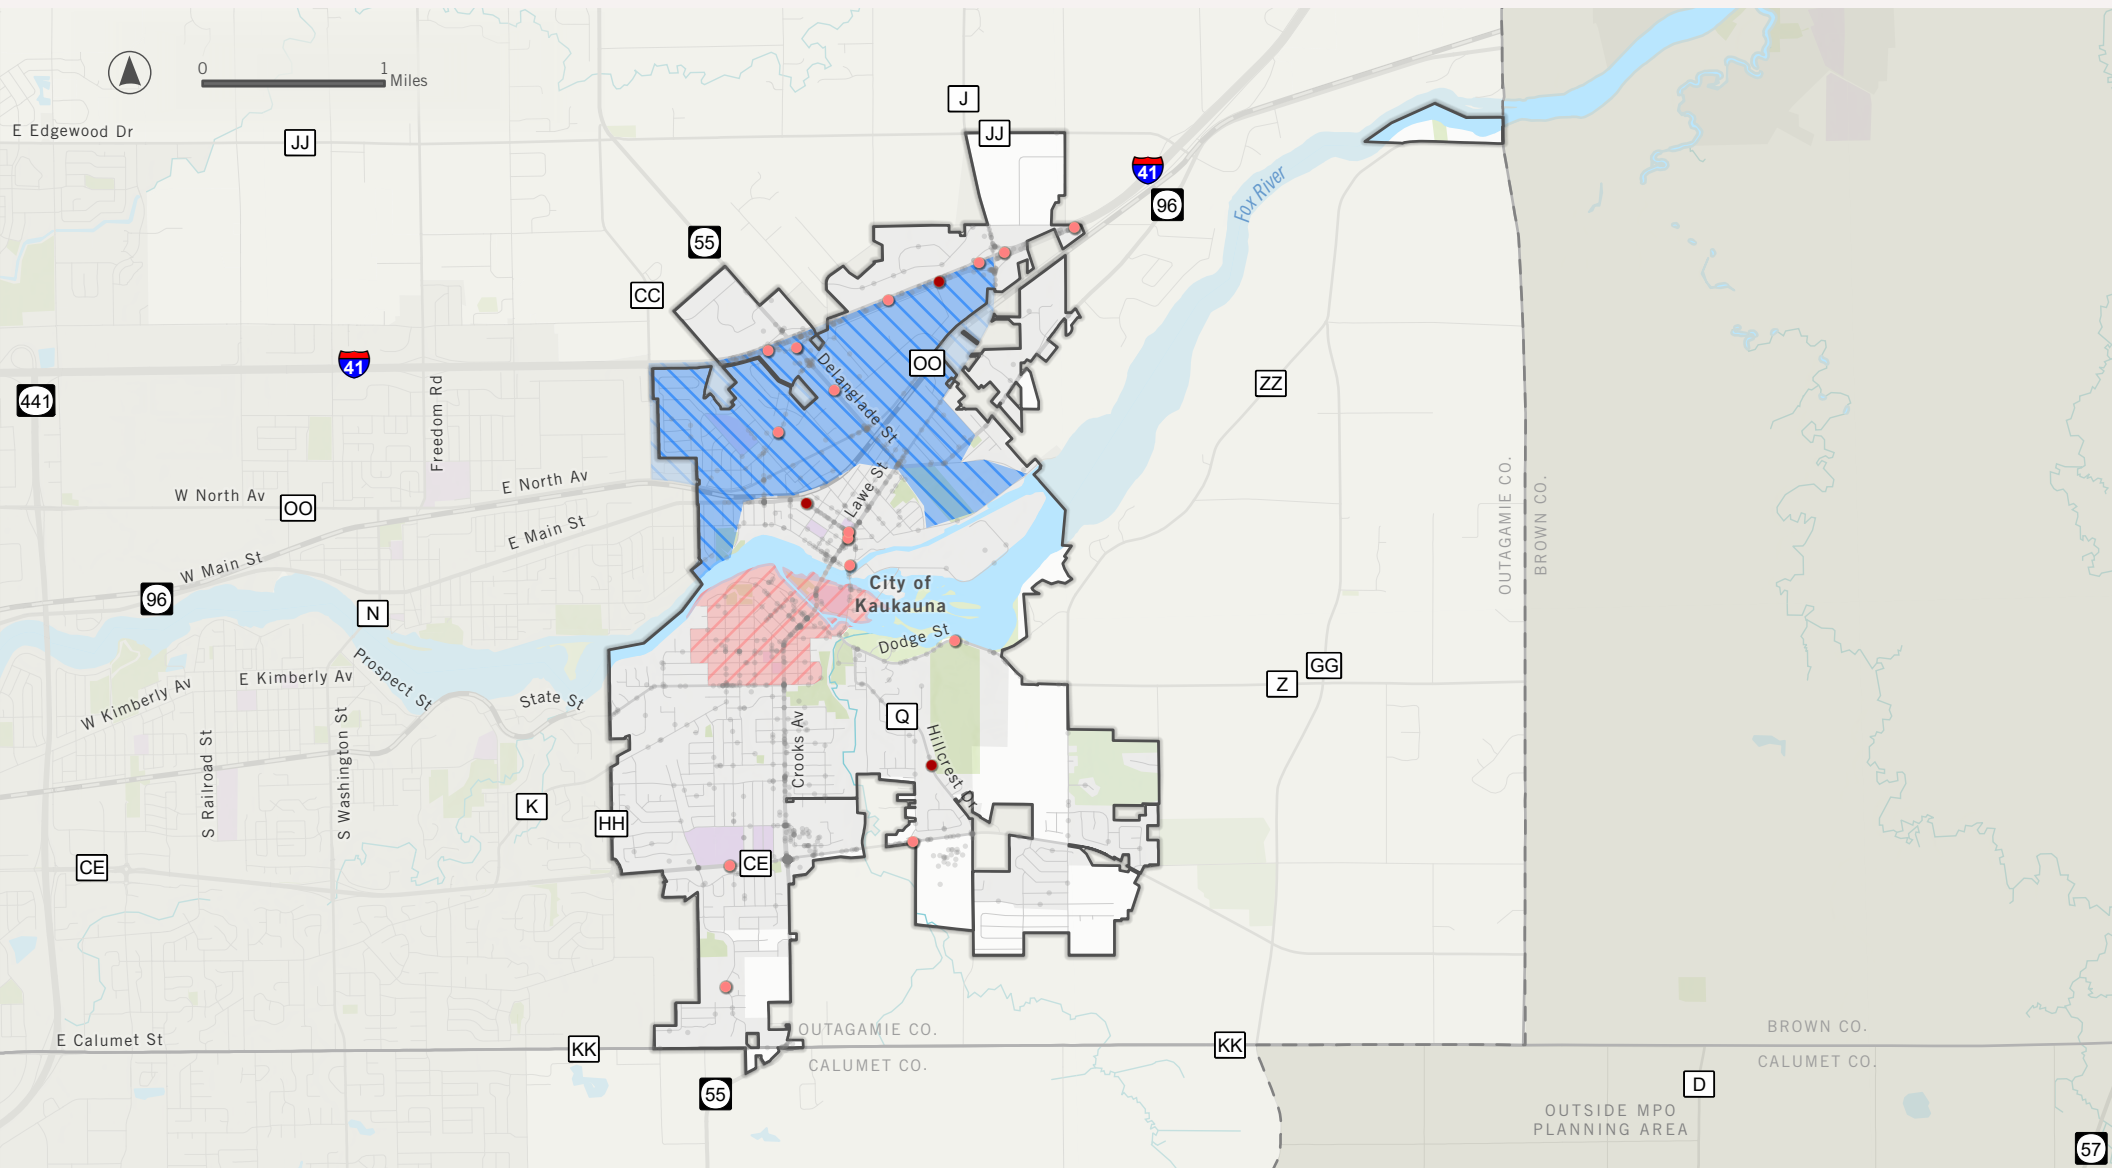 0 1
Miles
J
E Edgewood Dr
JJ
JJ
41
96
Fox River
55
CC
41
OO
441
Delanglade St
ZZ
Freedom Rd
W North Av
E North Av
OO
Lawe St
E Main St
OUTAGAMIE CO.
BROWN CO.
W Main St
96
City of
Kaukauna
N
Dodge St
Prospect St
E Kimberly Av
W Kimberly Av
State St
GG
Z
Q
S Railroad St
S Washington St
Crooks Av
Hillcrest Dr
K
HH
CE
CE
OUTAGAMIE CO.
CALUMET CO.
E Calumet St
KK
KK
BROWN CO.
CALUMET CO.
55
D
OUTSIDE MPO
PLANNING AREA
57